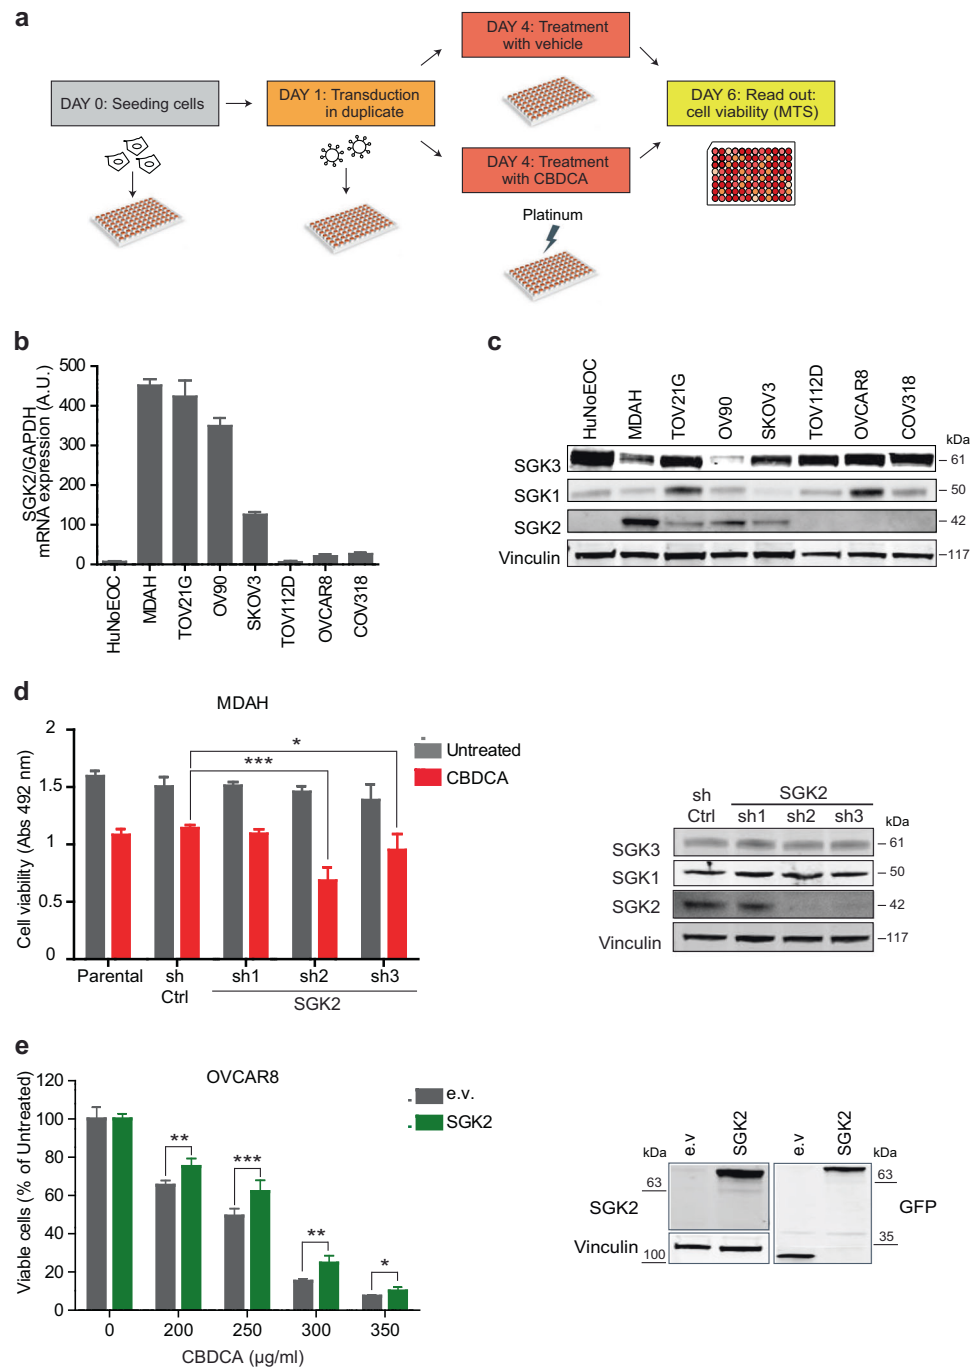 a
DAY 0: Seeding cells
DAY 1: Transduction
in duplicate
DAY 4: Treatment
with vehicle
DAY 4: Treatment
with CBDCA
Platinum
DAY 6: Read out:
cell viability (MTS)
b
SGK2/GAPDH
mRNA expression (A.U.)
500
400
300
200
100
0
HuNoEOC
MDAH
TOV21G
OV90
SKOV3
TOV112D
OVCAR8
COV318
c
HuNoEOC
MDAH
TOV21G
OV90
SKOV3
TOV112D
OVCAR8
COV318
kDa
SGK3
– 61
SGK1
– 50
SGK2
– 42
Vinculin
–117
d
MDAH
Cell viability (Abs 492 nm)
2
1.5
1
0.5
0
*
***
Untreated
CBDCA
Parental
sh
Ctrl
sh1
sh2
sh3
SGK2
sh
Ctrl
SGK2
sh1
sh2
sh3
kDa
SGK3
– 61
SGK1
– 50
SGK2
– 42
Vinculin
–117
e
OVCAR8
Viable cells (% of Untreated)
120
100
80
60
40
20
0
**
***
**
*
e.v.
SGK2
0
200
250
300
350
CBDCA (µg/ml)
kDa
e.v
SGK2
e.v
SGK2
kDa
63
63
SGK2
GFP
35
Vinculin
100